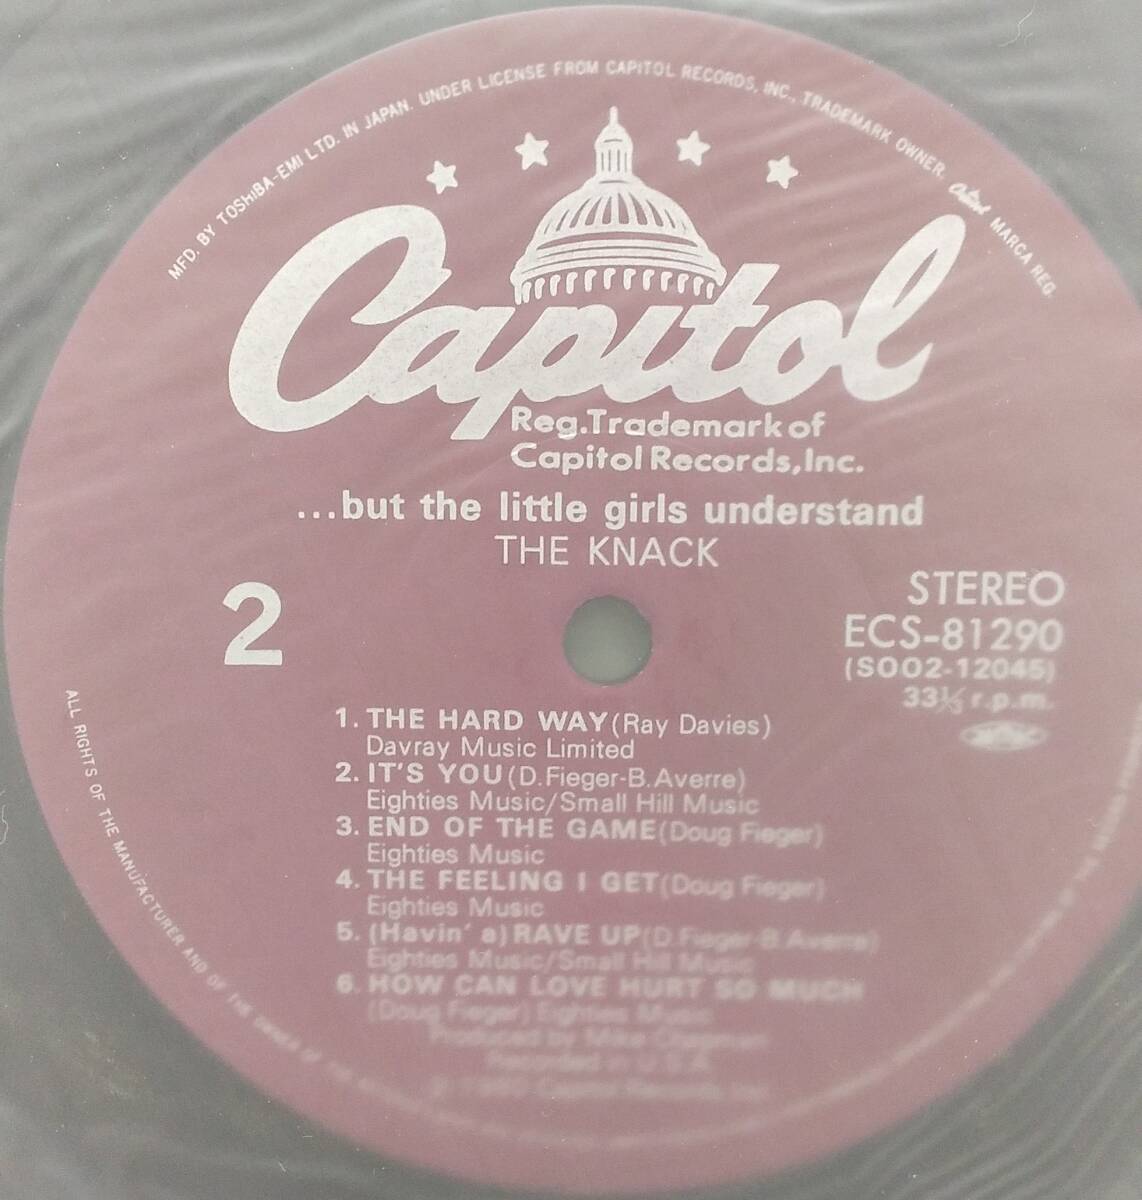 MFD. BY TOSHIBA-EMI LTD. IN JAPAN. UNDER LICENSE FROM CAPITOL RECORDS, INC., TRADEMARK OWNER. Capitol MARCA REG.
Capitol
Reg.Trademark of
Capitol Records,Inc.
...but the little girls understand
THE KNACK
2
STEREO
ECS-81290
(SOO2-12045)
33⅓ r.p.m.
1. THE HARD WAY(Ray Davies)
Davray Music Limited
2. IT'S YOU(D.Fieger-B.Averre)
Eighties Music/Small Hill Music
3. END OF THE GAME(Doug Fieger)
Eighties Music
4. THE FEELING I GET(Doug Fieger)
Eighties Music
5. (Havin' a) RAVE UP(D.Fieger-B.Averre)
Eighties Music/Small Hill Music
6. HOW CAN LOVE HURT SO MUCH
(Doug Fieger) Eighties Music
Produced by Mike Chapman
Recorded in U.S.A
1980 Capitol Records, Inc.
ALL RIGHTS OF THE MANUFACTURER AND OF THE OWNER OF THE